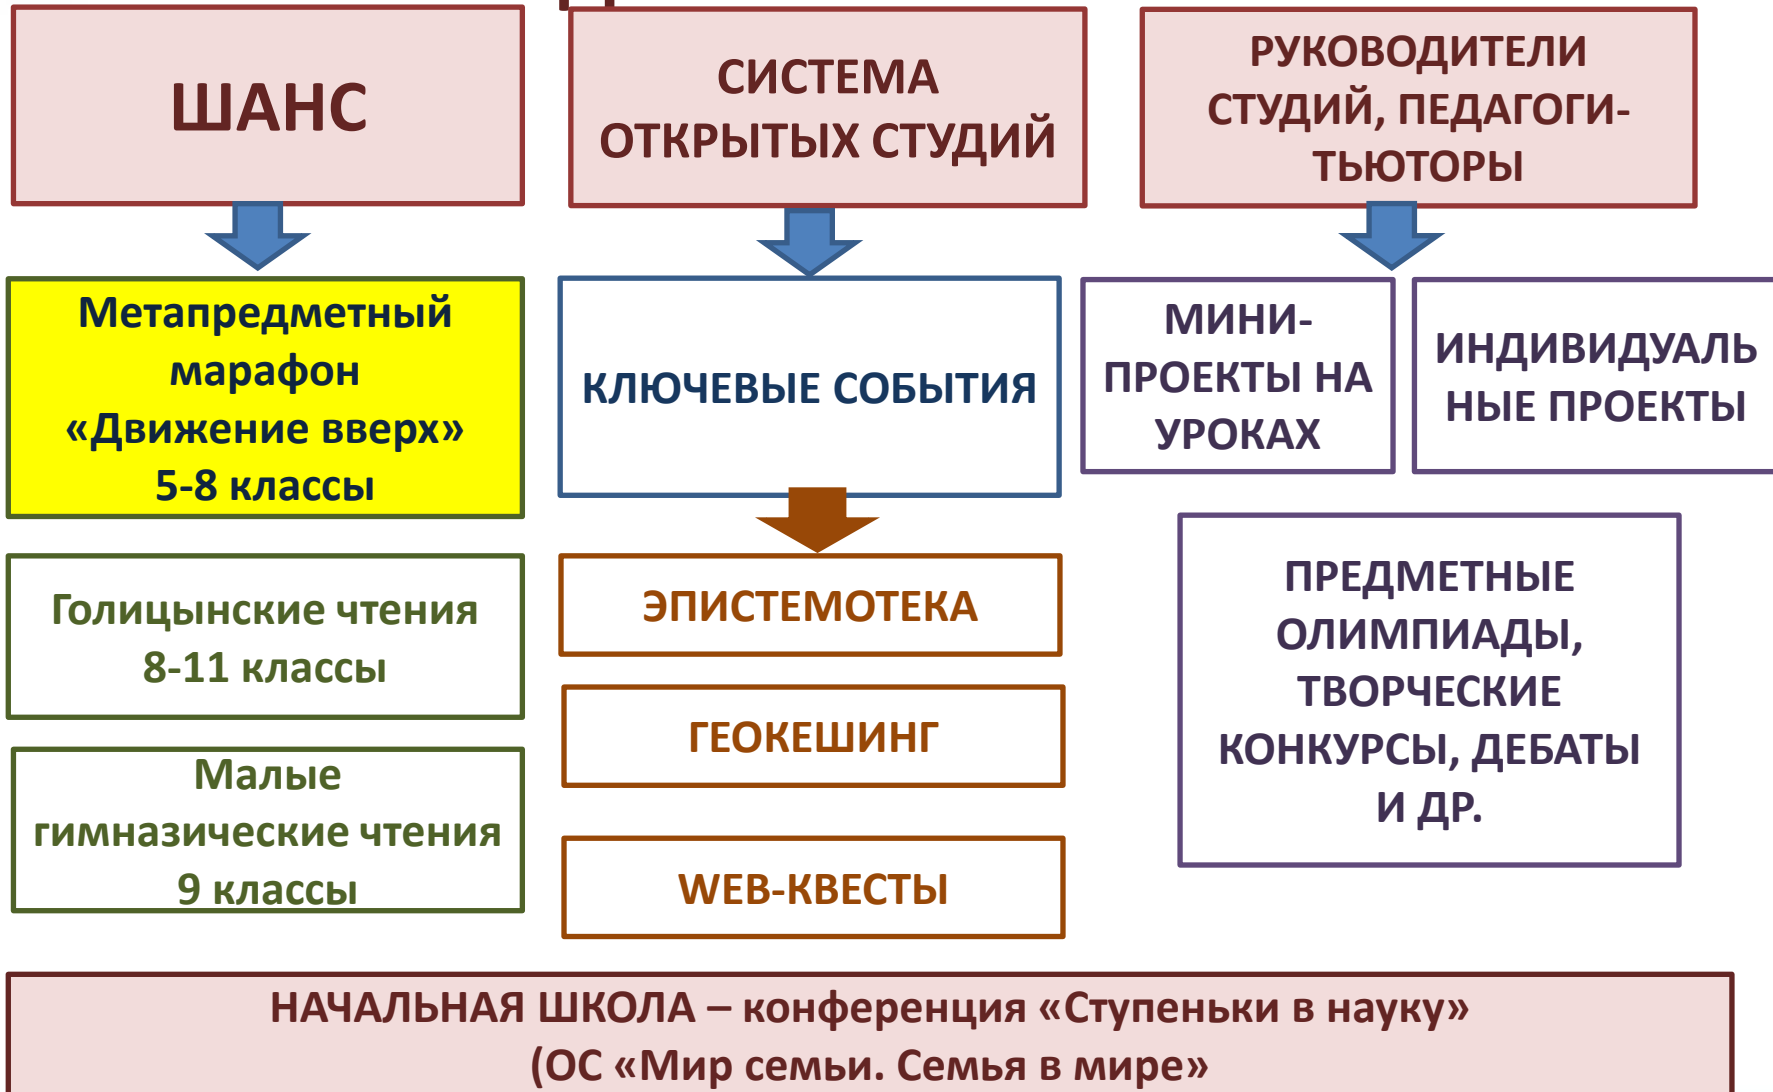 ШАНС
СИСТЕМА
ОТКРЫТЫХ СТУДИЙ
РУКОВОДИТЕЛИ
СТУДИЙ, ПЕДАГОГИ-
ТЬЮТОРЫ
Метапредметный
марафон
«Движение вверх»
5-8 классы
Голицынские чтения
8-11 классы
Малые
гимназические чтения
9 классы
КЛЮЧЕВЫЕ СОБЫТИЯ
ЭПИСТЕМОТЕКА
ГЕОКЕШИНГ
WEB-КВЕСТЫ
МИНИ-
ПРОЕКТЫ НА
УРОКАХ
ИНДИВИДУАЛЬ
НЫЕ ПРОЕКТЫ
ПРЕДМЕТНЫЕ
ОЛИМПИАДЫ,
ТВОРЧЕСКИЕ
КОНКУРСЫ, ДЕБАТЫ
И ДР.
НАЧАЛЬНАЯ ШКОЛА – конференция «Ступеньки в науку»
(ОС «Мир семьи. Семья в мире»